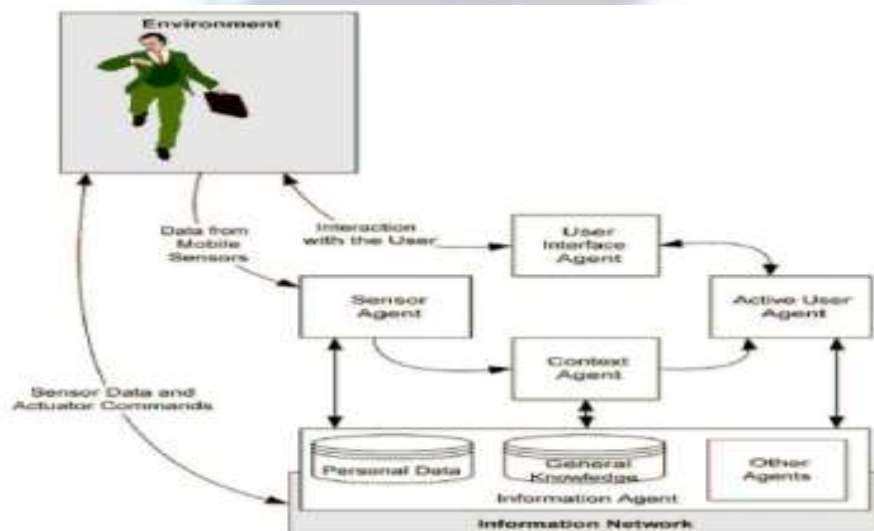 Environment
Data from
Mobile
Sensors
Interaction
with the User
User
Interface
Agent
Sensor
Agent
Active User
Agent
Context
Agent
Sensor Data and
Actuator Commands
Personal Data
General
Knowledge
Other
Agents
Information Agent
Information Network